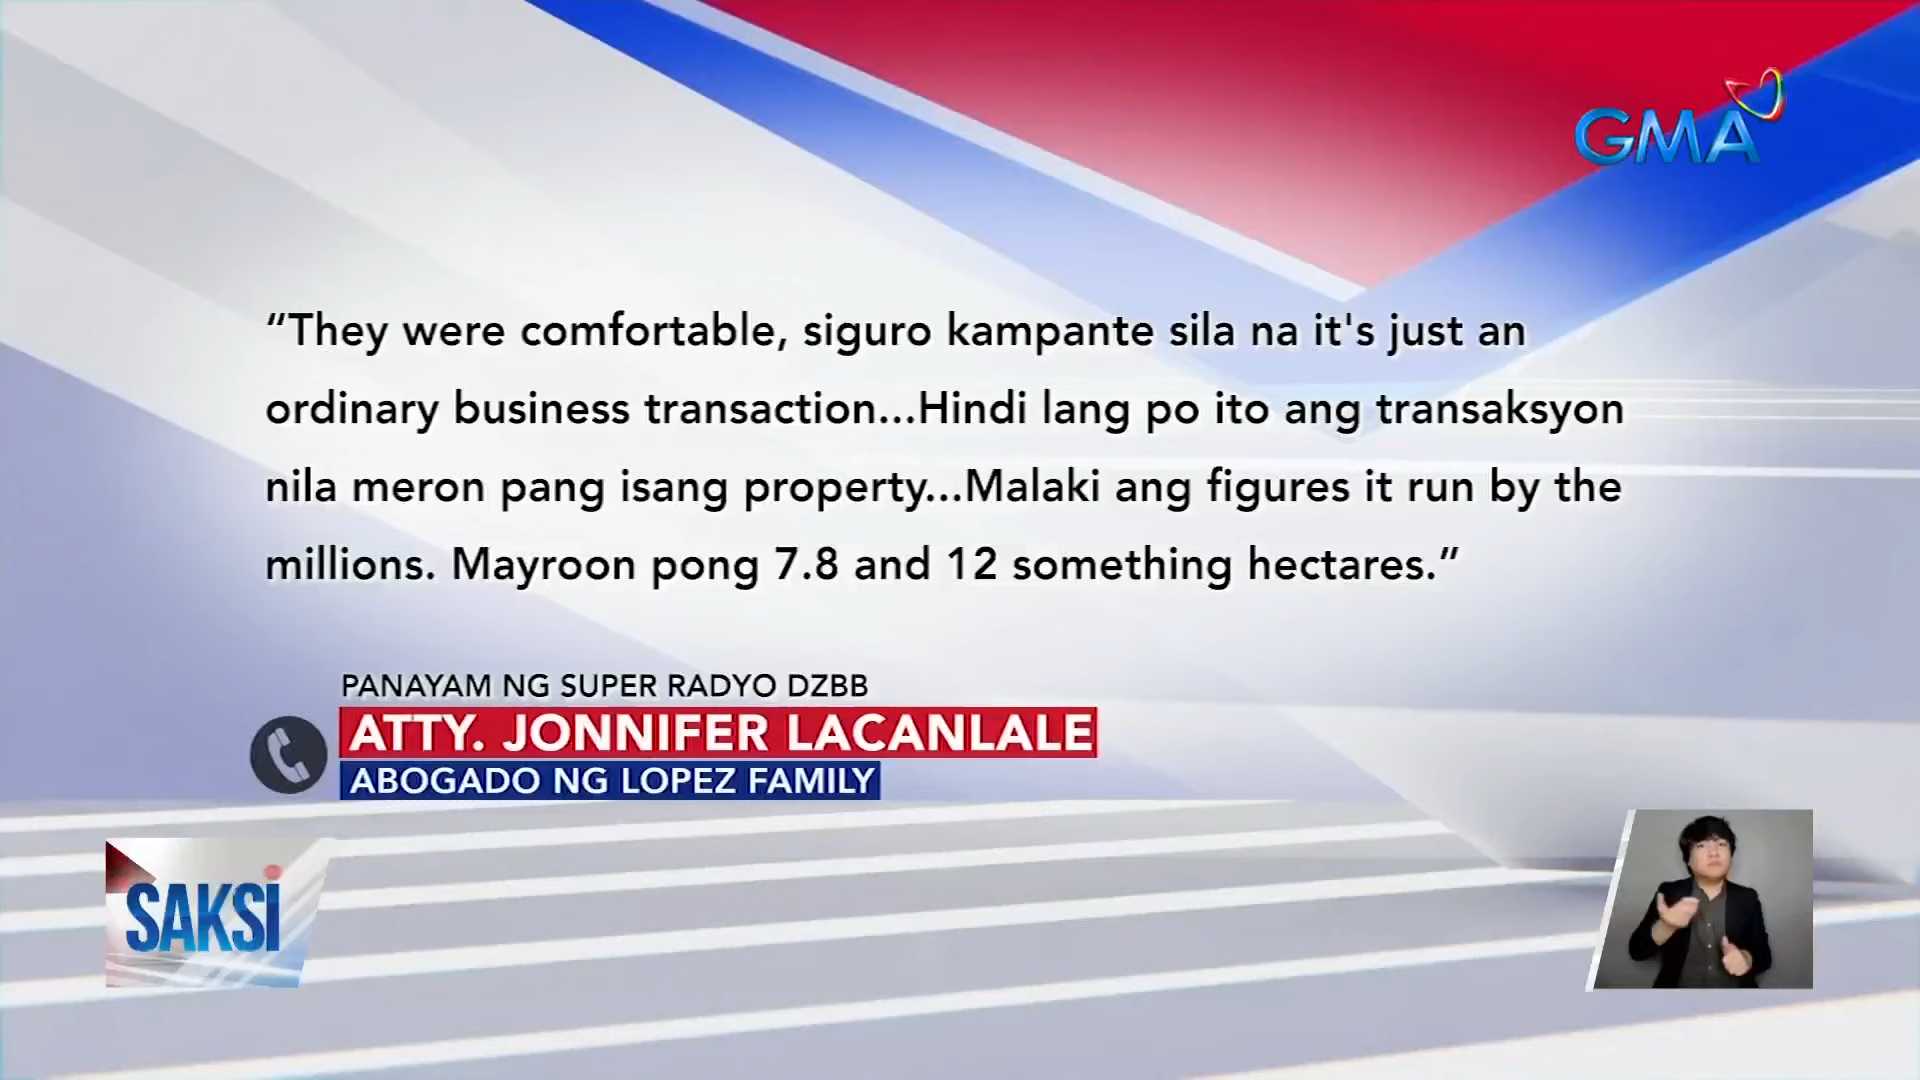 GMA
“They were comfortable, siguro kampante sila na it's just an
ordinary business transaction...Hindi lang po ito ang transaksyon
nila meron pang isang property...Malaki ang figures it run by the
millions. Mayroon pong 7.8 and 12 something hectares.”
PANAYAM NG SUPER RADYO DZBB
ATTY. JONNIFER LACANLALE
ABOGADO NG LOPEZ FAMILY
SAKSi